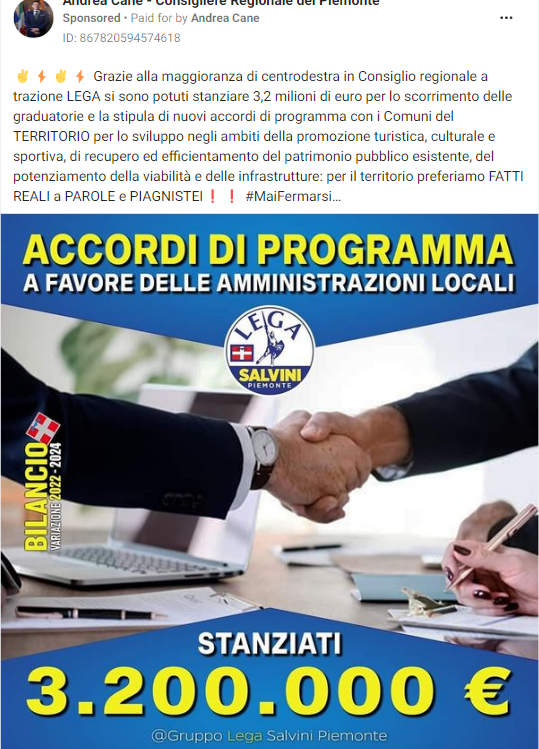 Andrea Cane - Consigliere Regionale del Piemonte
Sponsored • Paid for by Andrea Cane
ID: 867820594574618
✌️⚡✌️⚡ Grazie alla maggioranza di centrodestra in Consiglio regionale a
trazione LEGA si sono potuti stanziare 3,2 milioni di euro per lo scorrimento delle
graduatorie e la stipula di nuovi accordi di programma con i Comuni del
TERRITORIO per lo sviluppo negli ambiti della promozione turistica, culturale e
sportiva, di recupero ed efficientamento del patrimonio pubblico esistente, del
potenziamento della viabilità e delle infrastrutture: per il territorio preferiamo FATTI
REALI a PAROLE e PIAGNISTEI❗❗ #MaiFermarsi...
ACCORDI DI PROGRAMMA
A FAVORE DELLE AMMINISTRAZIONI LOCALI
LEGA
SALVINI
PIEMONTE
BILANCIO
VARIAZIONE 2022 - 2024
STANZIATI
3.200.000 €
@Gruppo Lega Salvini Piemonte